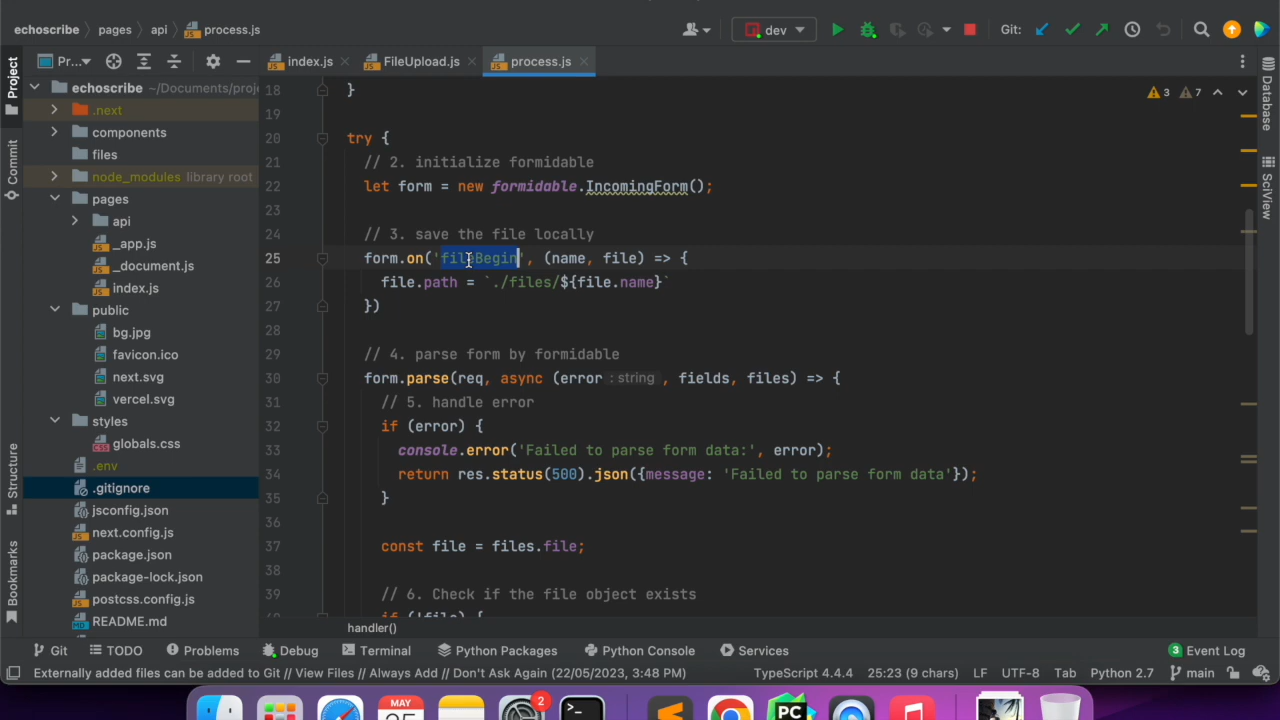 echoscribe pages api process.js dev Git:
Project Pr... index.js FileUpload.js process.js
echoscribe ~/Documents/proj
.next
components
files
node_modules library root
pages
api
_app.js
_document.js
index.js
public
bg.jpg
favicon.ico
next.svg
vercel.svg
styles
globals.css
.env
.gitignore
jsconfig.json
next.config.js
package.json
package-lock.json
postcss.config.js
README.md
Commit
Structure
Bookmarks
18 }
19
20 try {
21 // 2. initialize formidable
22 let form = new formidable.IncomingForm();
23
24 // 3. save the file locally
25 form.on('fileBegin', (name, file) => {
26 file.path = `./files/${file.name}`
27 })
28
29 // 4. parse form by formidable
30 form.parse(req, async (error : string , fields, files) => {
31 // 5. handle error
32 if (error) {
33 console.error('Failed to parse form data:', error);
34 return res.status(500).json({message: 'Failed to parse form data'});
35 }
36
37 const file = files.file;
38
39 // 6. Check if the file object exists
if (!file) {
3 7
Database
SciView
handler()
Git TODO Problems Debug Terminal Python Packages Python Console Services 3 Event Log
Externally added files can be added to Git // View Files // Always Add // Don't Ask Again (22/05/2023, 3:48 PM) TypeScript 4.4.4 25:23 (9 chars) LF UTF-8 Tab Python 2.7 main
MAY
2
PC